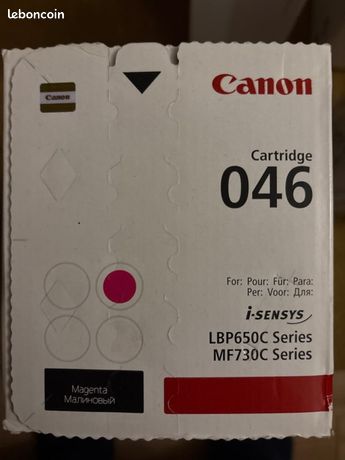 leboncoin
Canon
Canon
Cartridge
046
For: Pour: Für: Para:
Per: Voor: Для:
i-SENSYS
LBP650C Series
MF730C Series
Magenta
Малиновый